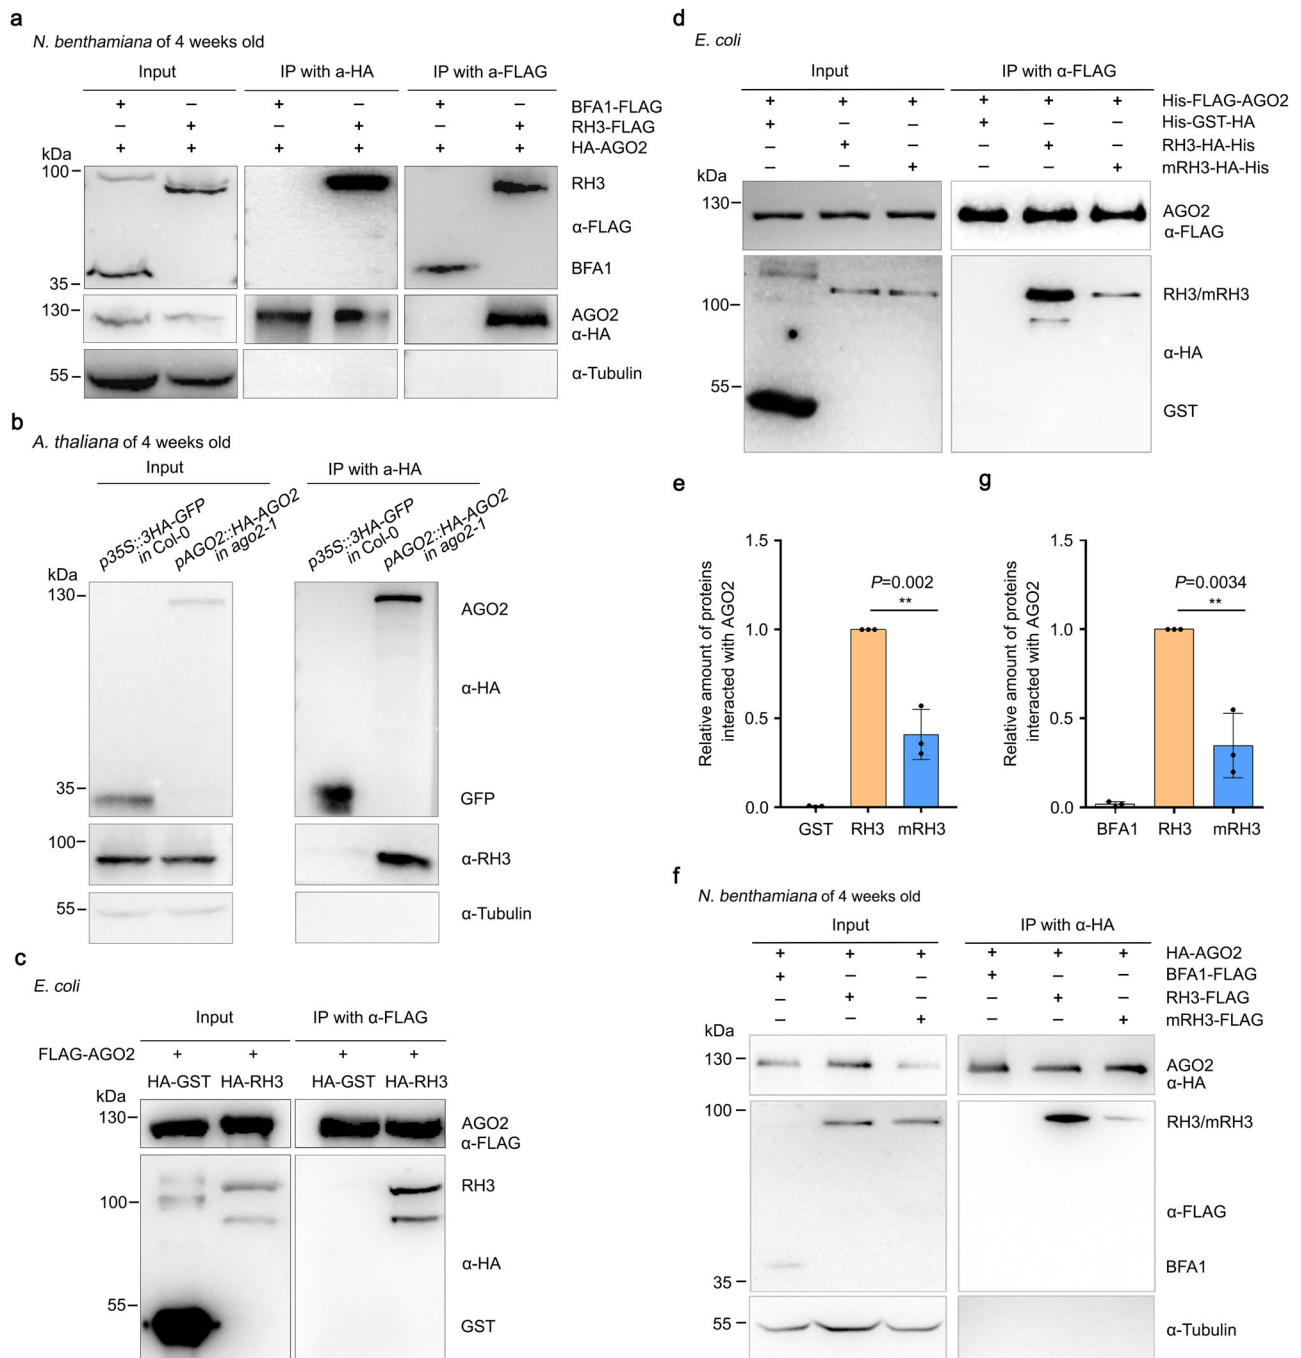 a
N. benthamiana of 4 weeks old
Input IP with a-HA IP with a-FLAG
+ – + – + – BFA1-FLAG
– + – + – + RH3-FLAG
+ + + + + + HA-AGO2
kDa
100 RH3
α-FLAG
BFA1
35
130 AGO2
α-HA
55 α-Tubulin
b
A. thaliana of 4 weeks old
Input IP with a-HA
p35S::3HA-GFP
in Col-0
pAGO2::HA-AGO2
in ago2-1
p35S::3HA-GFP
in Col-0
pAGO2::HA-AGO2
in ago2-1
kDa
130 AGO2
α-HA
35 GFP
100 α-RH3
55 α-Tubulin
c
E. coli
Input IP with α-FLAG
FLAG-AGO2 + + + +
HA-GST HA-RH3 HA-GST HA-RH3
kDa
130 AGO2
α-FLAG
RH3
100
α-HA
55
GST
d
E. coli
Input IP with α-FLAG
+ + + + + + His-FLAG-AGO2
+ – – + – – His-GST-HA
– + – – + – RH3-HA-His
– – + – – + mRH3-HA-His
kDa
130 AGO2
α-FLAG
RH3/mRH3
100
α-HA
55
GST
e
Relative amount of proteins
interacted with AGO2
1.5
P=0.002
**
1.0
0.5
0.0
GST RH3 mRH3
g
Relative amount of proteins
interacted with AGO2
1.5
P=0.0034
**
1.0
0.5
0.0
BFA1 RH3 mRH3
f
N. benthamiana of 4 weeks old
Input IP with α-HA
+ + + + + + HA-AGO2
+ – – + – – BFA1-FLAG
– + – – + – RH3-FLAG
– – + – – + mRH3-FLAG
kDa
130 AGO2
α-HA
100 RH3/mRH3
α-FLAG
BFA1
35
55 α-Tubulin